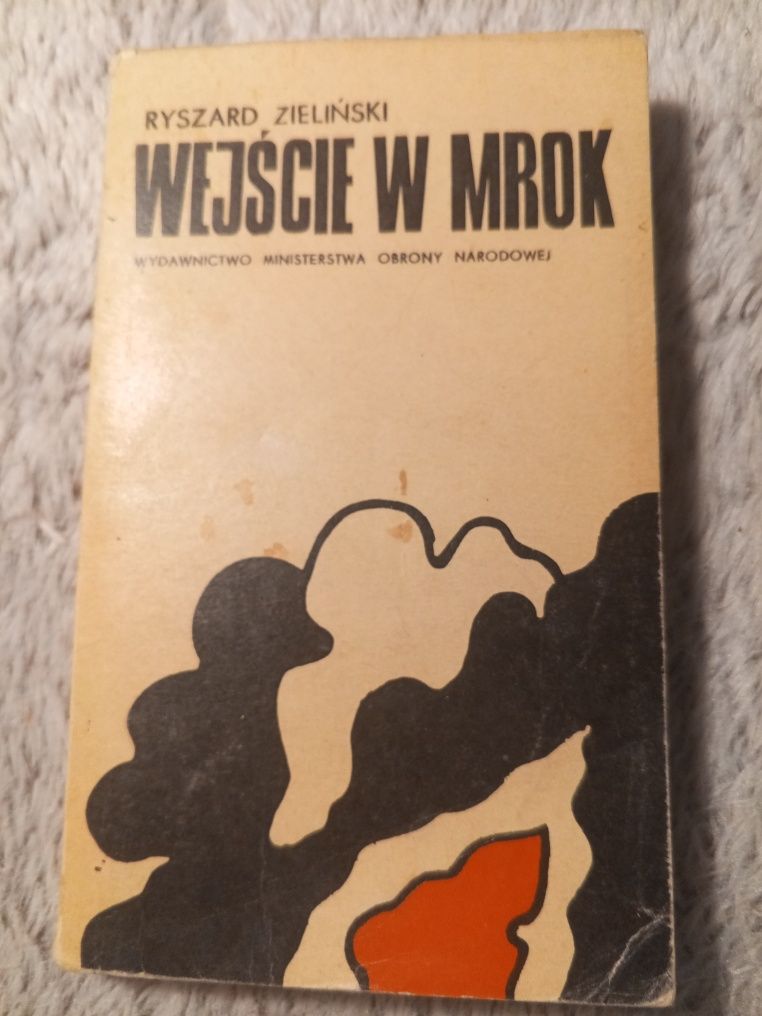 RYSZARD ZIELIŃSKI
WEJŚCIE W MROK
WYDAWNICTWO MINISTERSTWA OBRONY NARODOWEJ